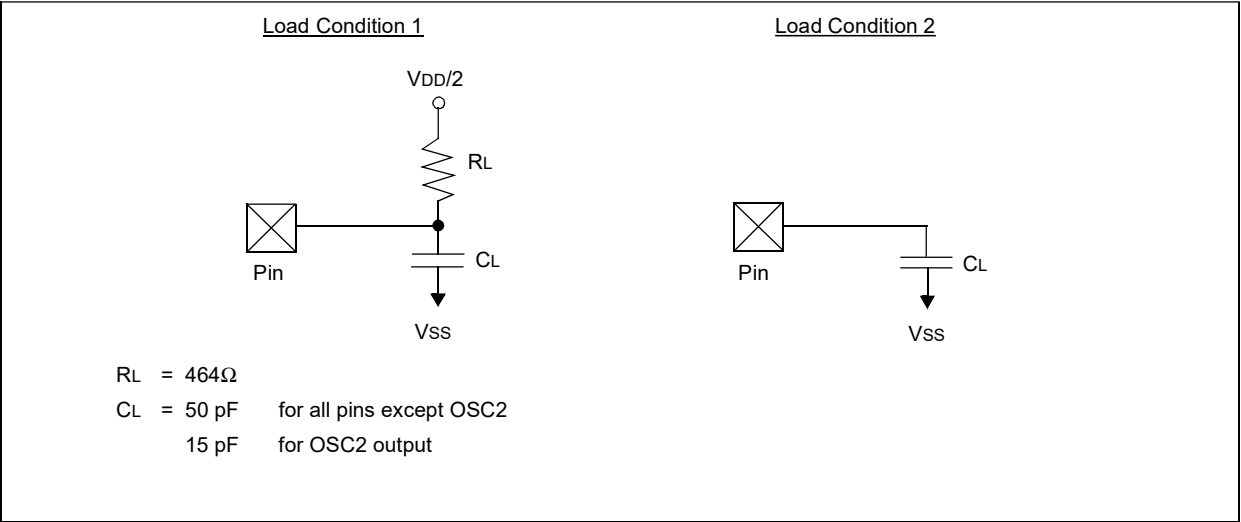 Load Condition 1
VDD/2
RL
Pin
CL
VSS
Load Condition 2
Pin
CL
VSS
RL = 464Ω
CL = 50 pF for all pins except OSC2
15 pF for OSC2 output